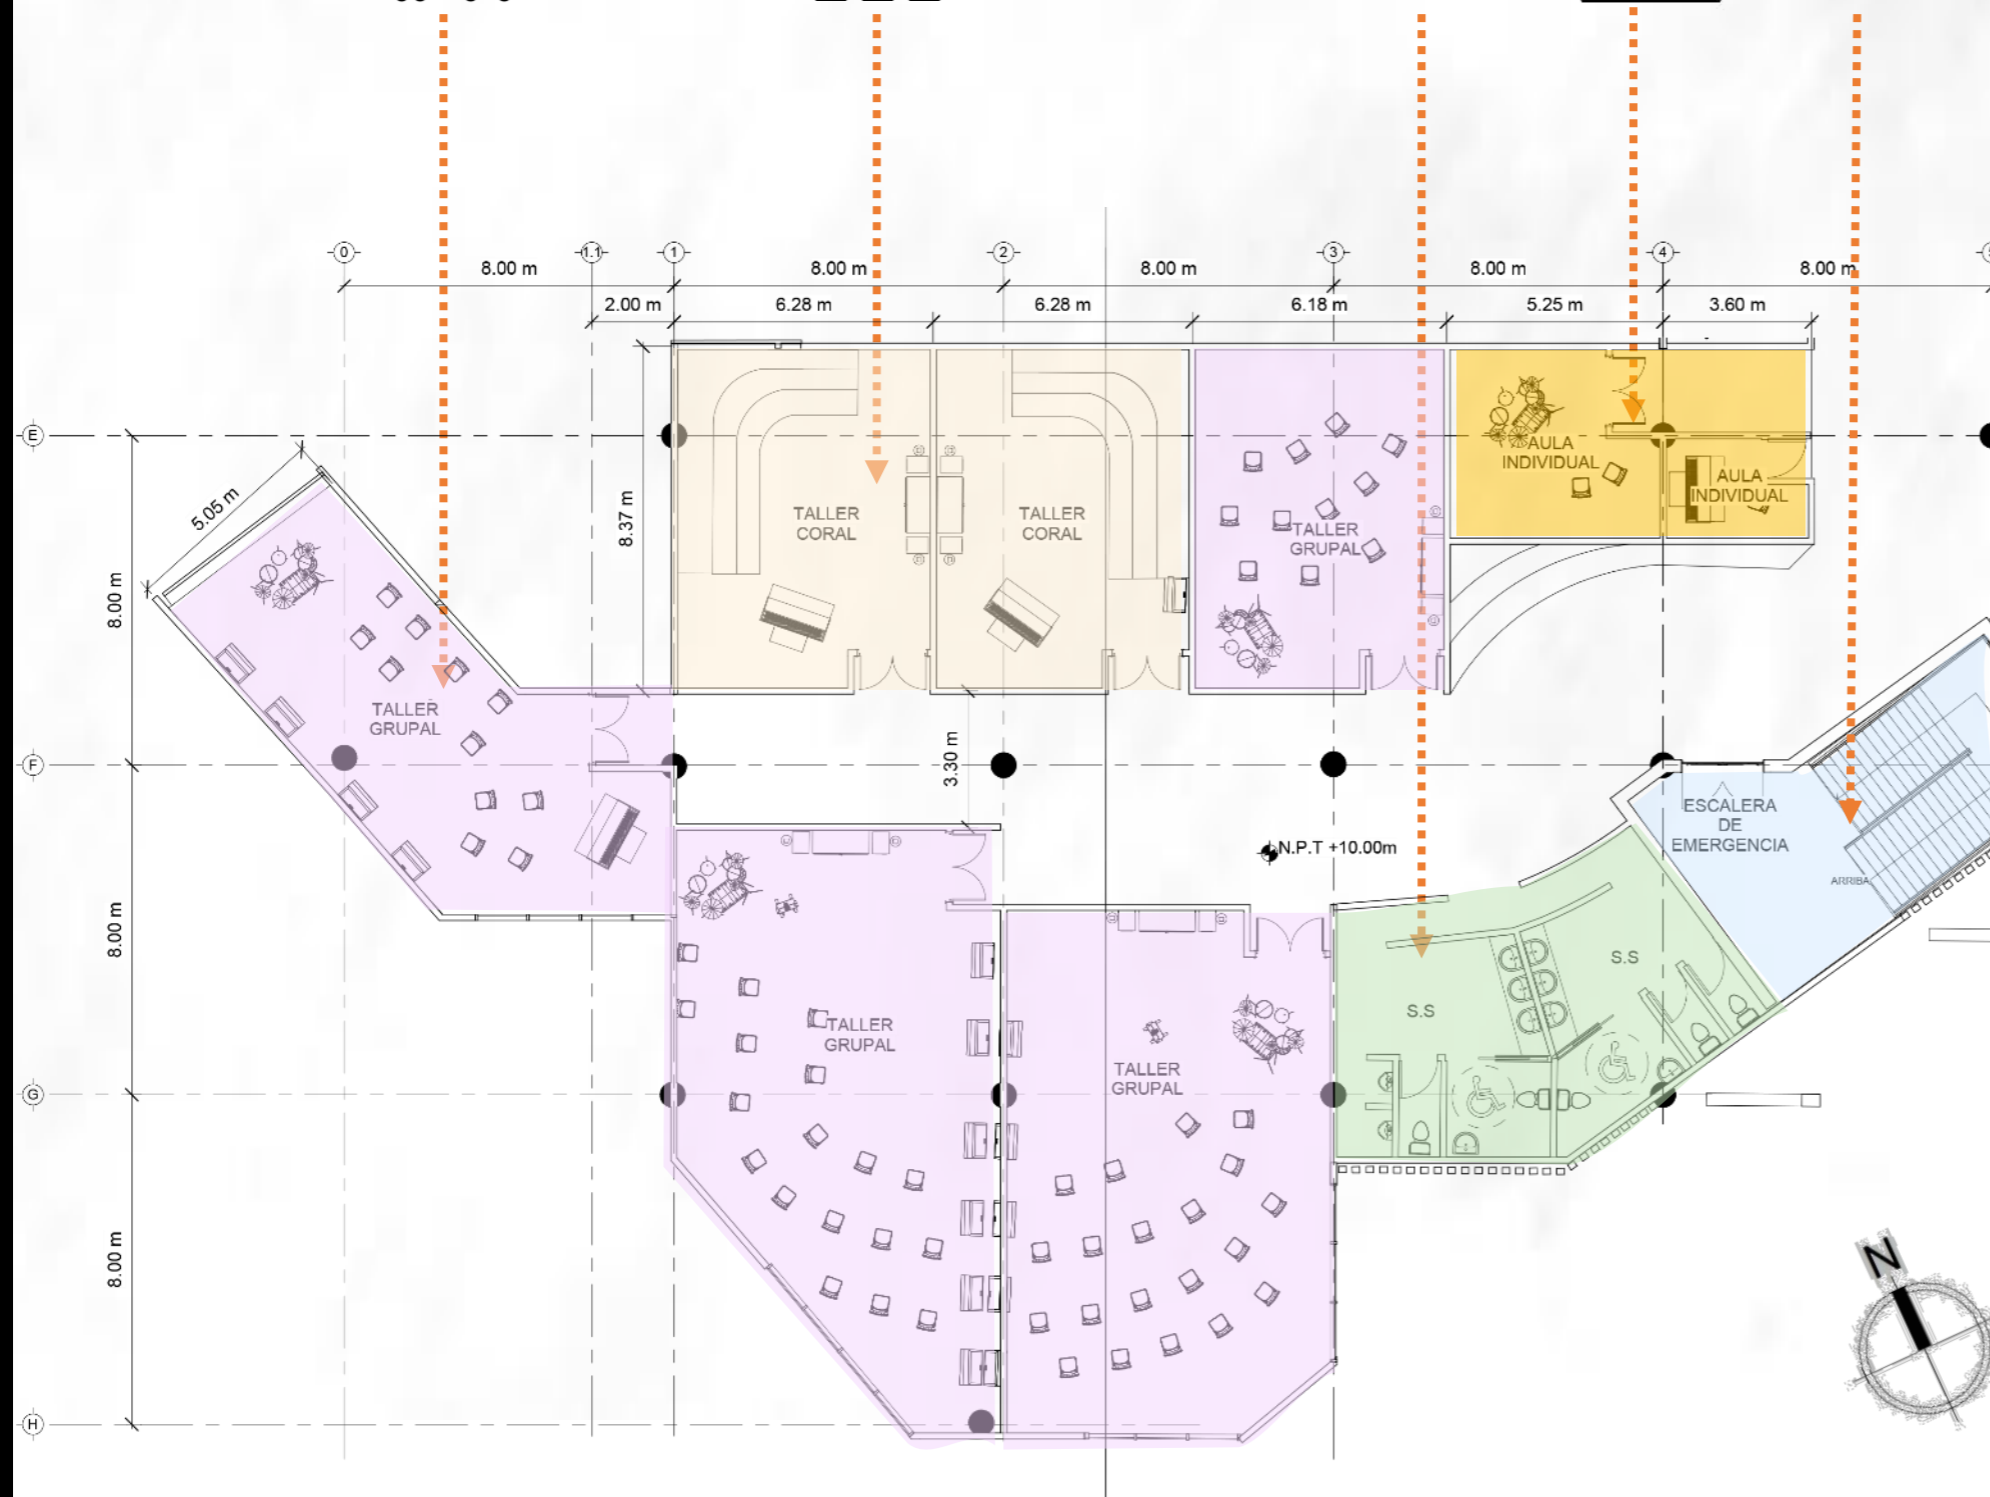 0
1.1
1
2
3
4
8.00 m
8.00 m
8.00 m
8.00 m
8.00 m
2.00 m
6.28 m
6.28 m
6.18 m
5.25 m
3.60 m
E
F
G
H
8.00 m
8.00 m
8.00 m
5.05 m
8.37 m
3.30 m
TALLER
CORAL
TALLER
CORAL
TALLER
GRUPAL
AULA
INDIVIDUAL
AULA
INDIVIDUAL
TALLER
GRUPAL
ESCALERA
DE
EMERGENCIA
ARRIBA
N.P.T +10.00m
S.S
S.S
TALLER
GRUPAL
TALLER
GRUPAL
N